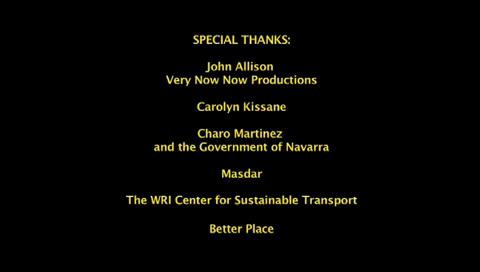 SPECIAL THANKS:
John Allison
Very Now Now Productions
Carolyn Kissane
Charo Martinez
and the Government of Navarra
Masdar
The WRI Center for Sustainable Transport
Better Place